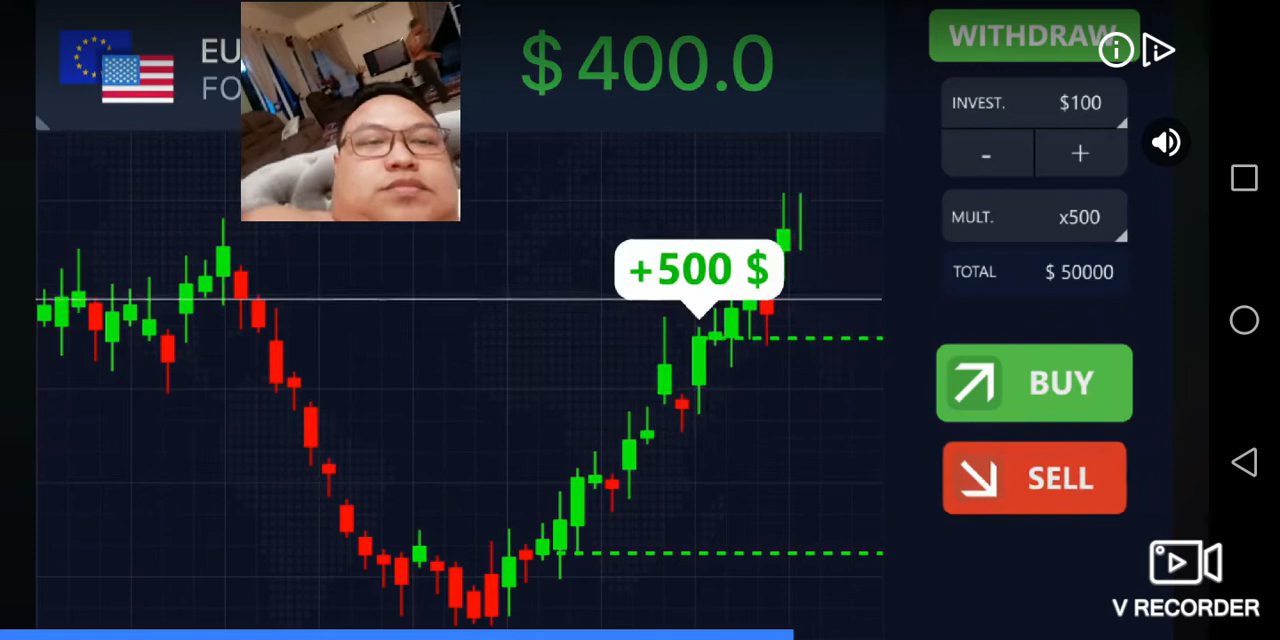 EU
FO
$400.0
WITHDRAW
INVEST. $100
- +
MULT. x500
TOTAL $ 50000
+500 $
BUY
SELL
V RECORDER